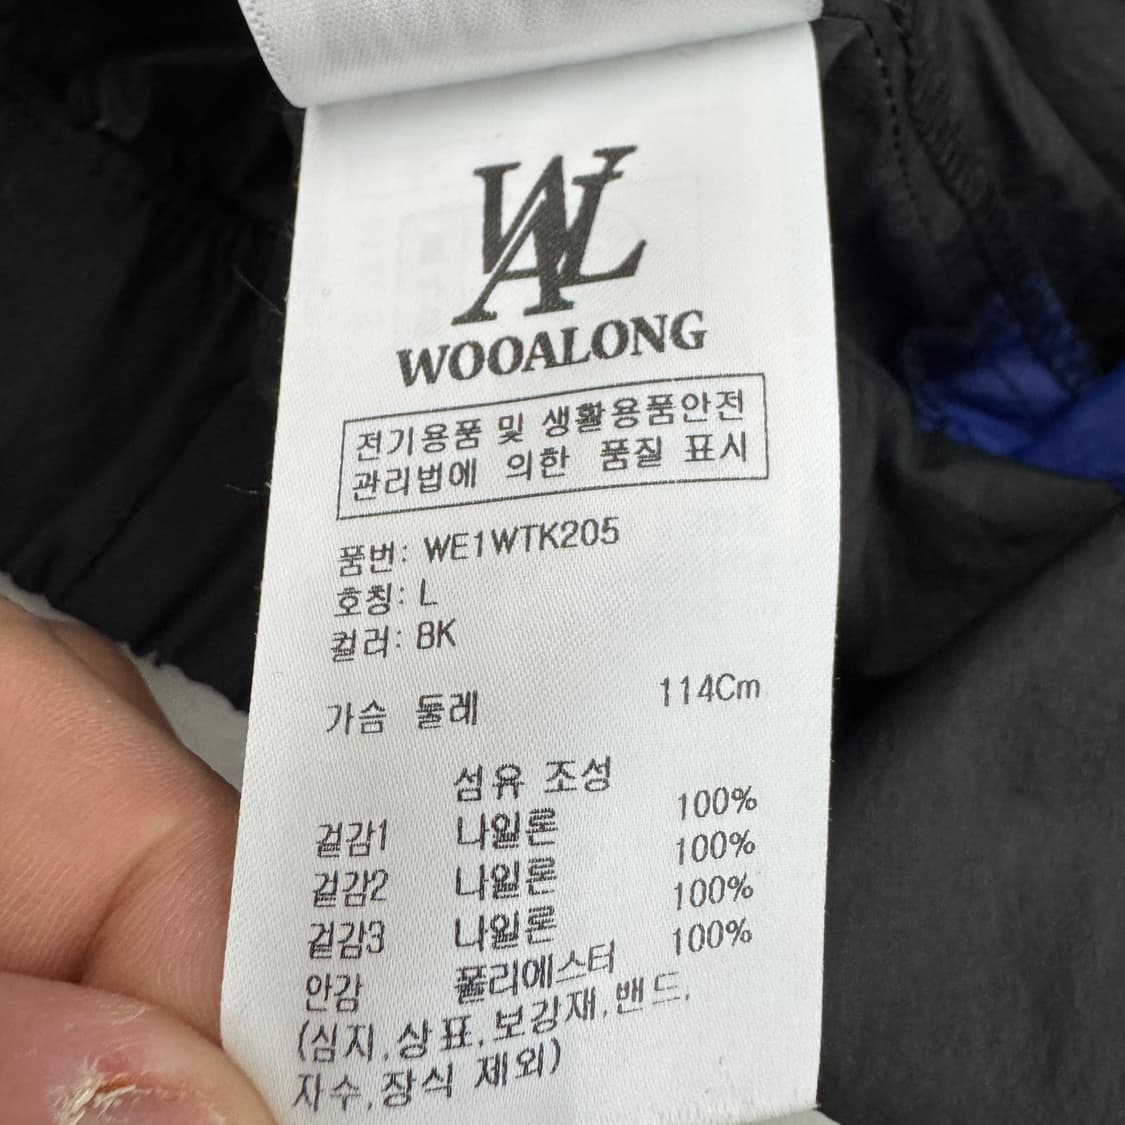 WAL
WOOALONG
전기용품 및 생활용품안전
관리법에 의한 품질 표시
품번: WE1WTK205
호칭: L
컬러: BK
가슴 둘레 114Cm
섬유 조성
겉감1 나일론 100%
겉감2 나일론 100%
겉감3 나일론 100%
안감 폴리에스터 100%
(심지,상표,보강재,밴드,
자수,장식 제외)